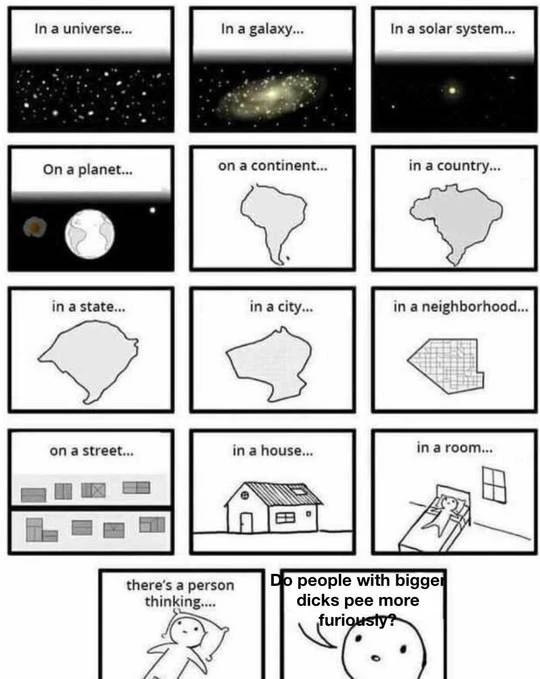 In a universe...
In a galaxy...
In a solar system...
On a planet...
on a continent...
in a country...
in a state...
in a city...
in a neighborhood...
on a street...
in a house...
in a room...
there's a person
thinking....
Do people with bigger
dicks pee more
furiously?